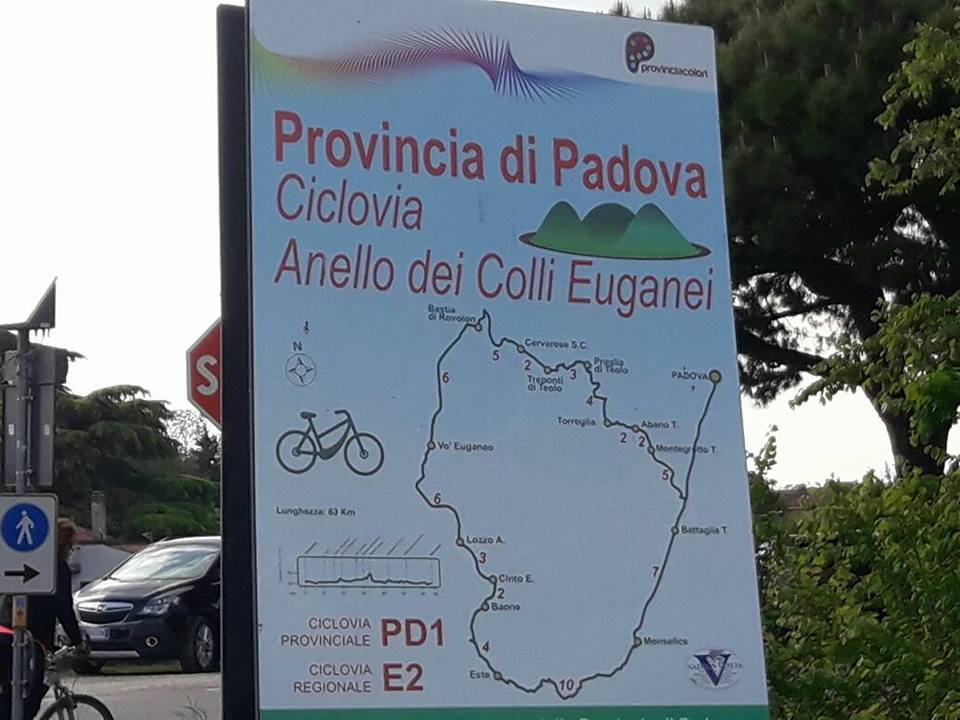 provinciacolori
Provincia di Padova
Ciclovia
Anello dei Colli Euganei
Bastia
di Rovolon
N
5
Cervarese S.C.
2
Treponti
di Teolo
3
Praglia
di Teolo
PADOVA
6
4
Torreglia
2
2
Abano T.
Montegrotto T.
5
Vo' Euganeo
S
6
Lunghezza: 63 Km
Battaglia T.
Lozzo A.
3
7
Cinto E.
2
Baone
CICLOVIA
PROVINCIALE PD1
4
Monselice
CICLOVIA
REGIONALE E2
Este
10